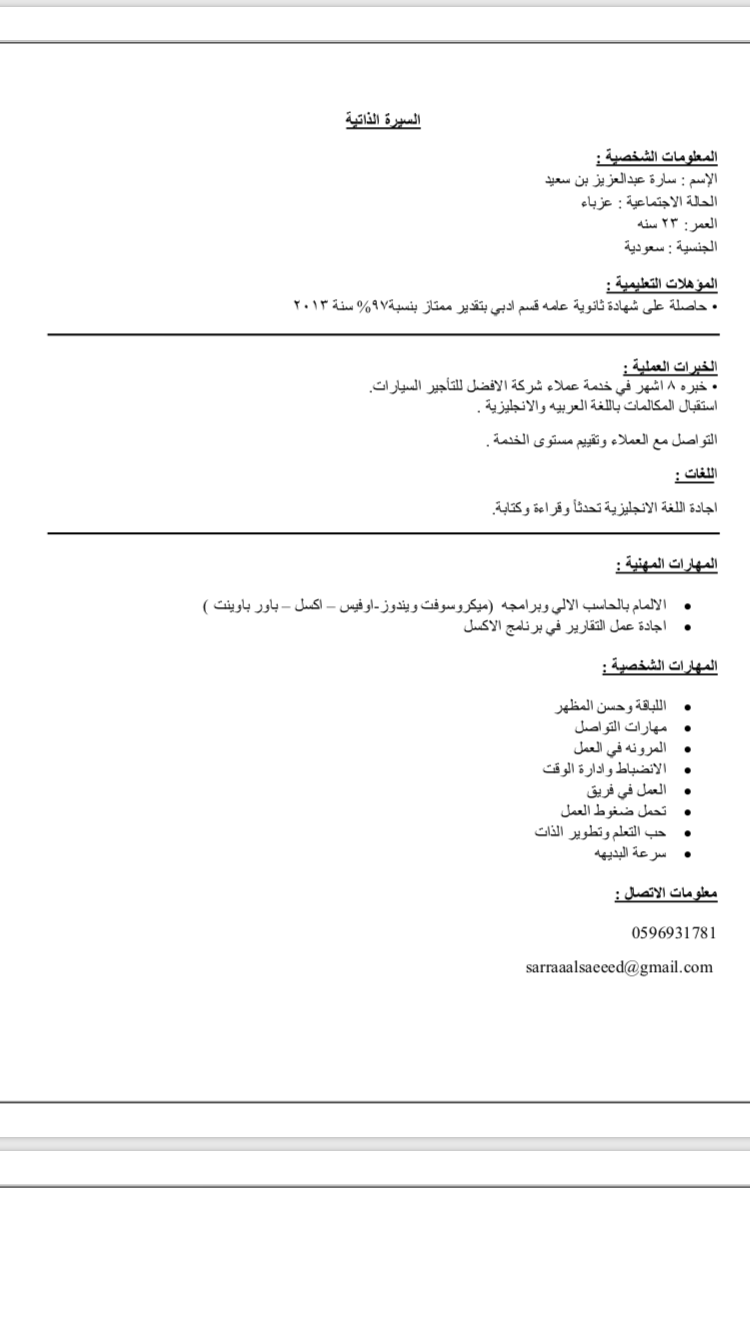 السيرة الذاتية
المعلومات الشخصية :
الإسم : سارة عبدالعزيز بن سعيد
الحالة الاجتماعية : عزباء
العمر: ٢٣ سنه
الجنسية : سعودية
المؤهلات التعليمية :
• حاصلة على شهادة ثانوية عامه قسم ادبي بتقدير ممتاز بنسبة٩٧% سنة ٢٠١٣
الخبرات العملية :
• خبره ٨ اشهر في خدمة عملاء شركة الافضل للتأجير السيارات.
استقبال المكالمات باللغة العربيه والانجليزية .
التواصل مع العملاء وتقييم مستوى الخدمة .
اللغات :
اجادة اللغة الانجليزية تحدثاً وقراءة وكتابة.
المهارات المهنية :
• الالمام بالحاسب الالي وبرامجه (ميكروسوفت ويندوز-اوفيس – اكسل – باور باوينت )
• اجادة عمل التقارير في برنامج الاكسل
المهارات الشخصية :
• اللباقة وحسن المظهر
• مهارات التواصل
• المرونه في العمل
• الانضباط وادارة الوقت
• العمل في فريق
• تحمل ضغوط العمل
• حب التعلم وتطوير الذات
• سرعة البديهه
معلومات الاتصال :
0596931781
sarraaalsaeeed@gmail.com